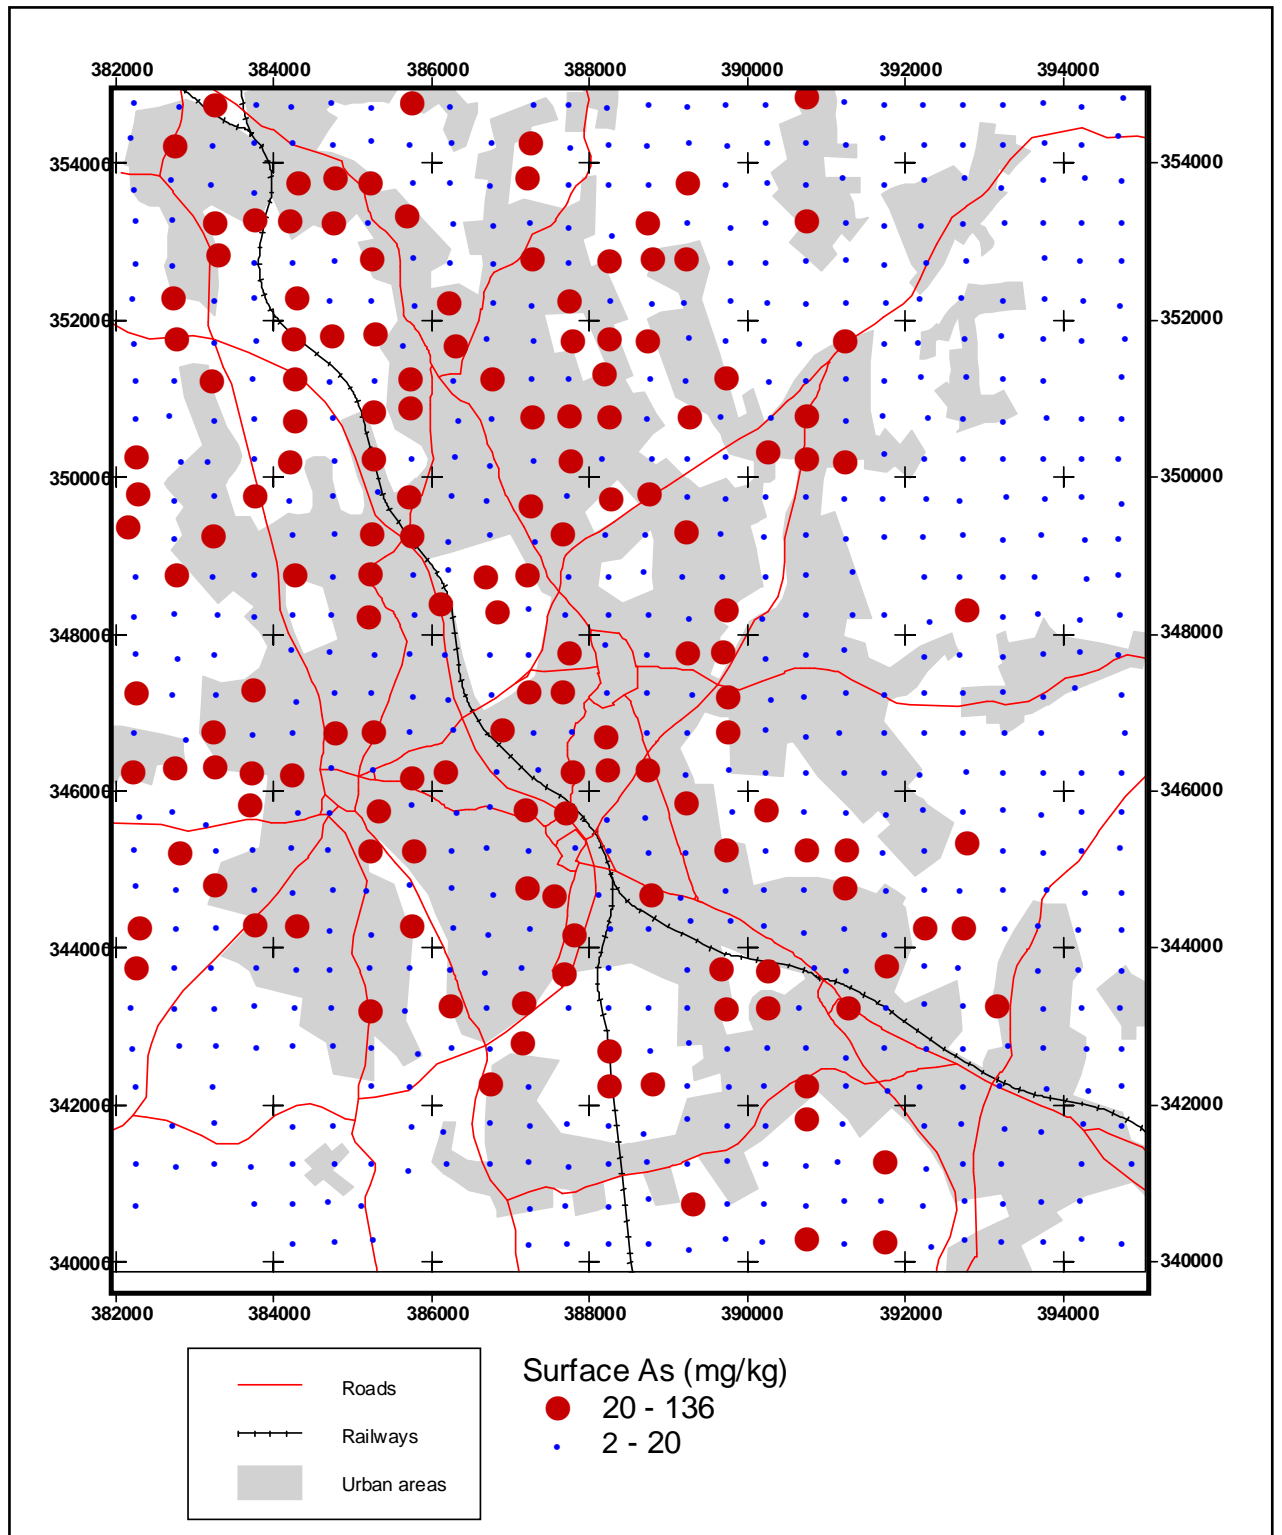 382000 384000 386000 388000 390000 392000 394000
354000 354000
352000 352000
350000 350000
348000 348000
346000 346000
344000 344000
342000 342000
340000 340000
382000 384000 386000 388000 390000 392000 394000
Surface As (mg/kg)
Roads
20 - 136
Railways
2 - 20
Urban areas